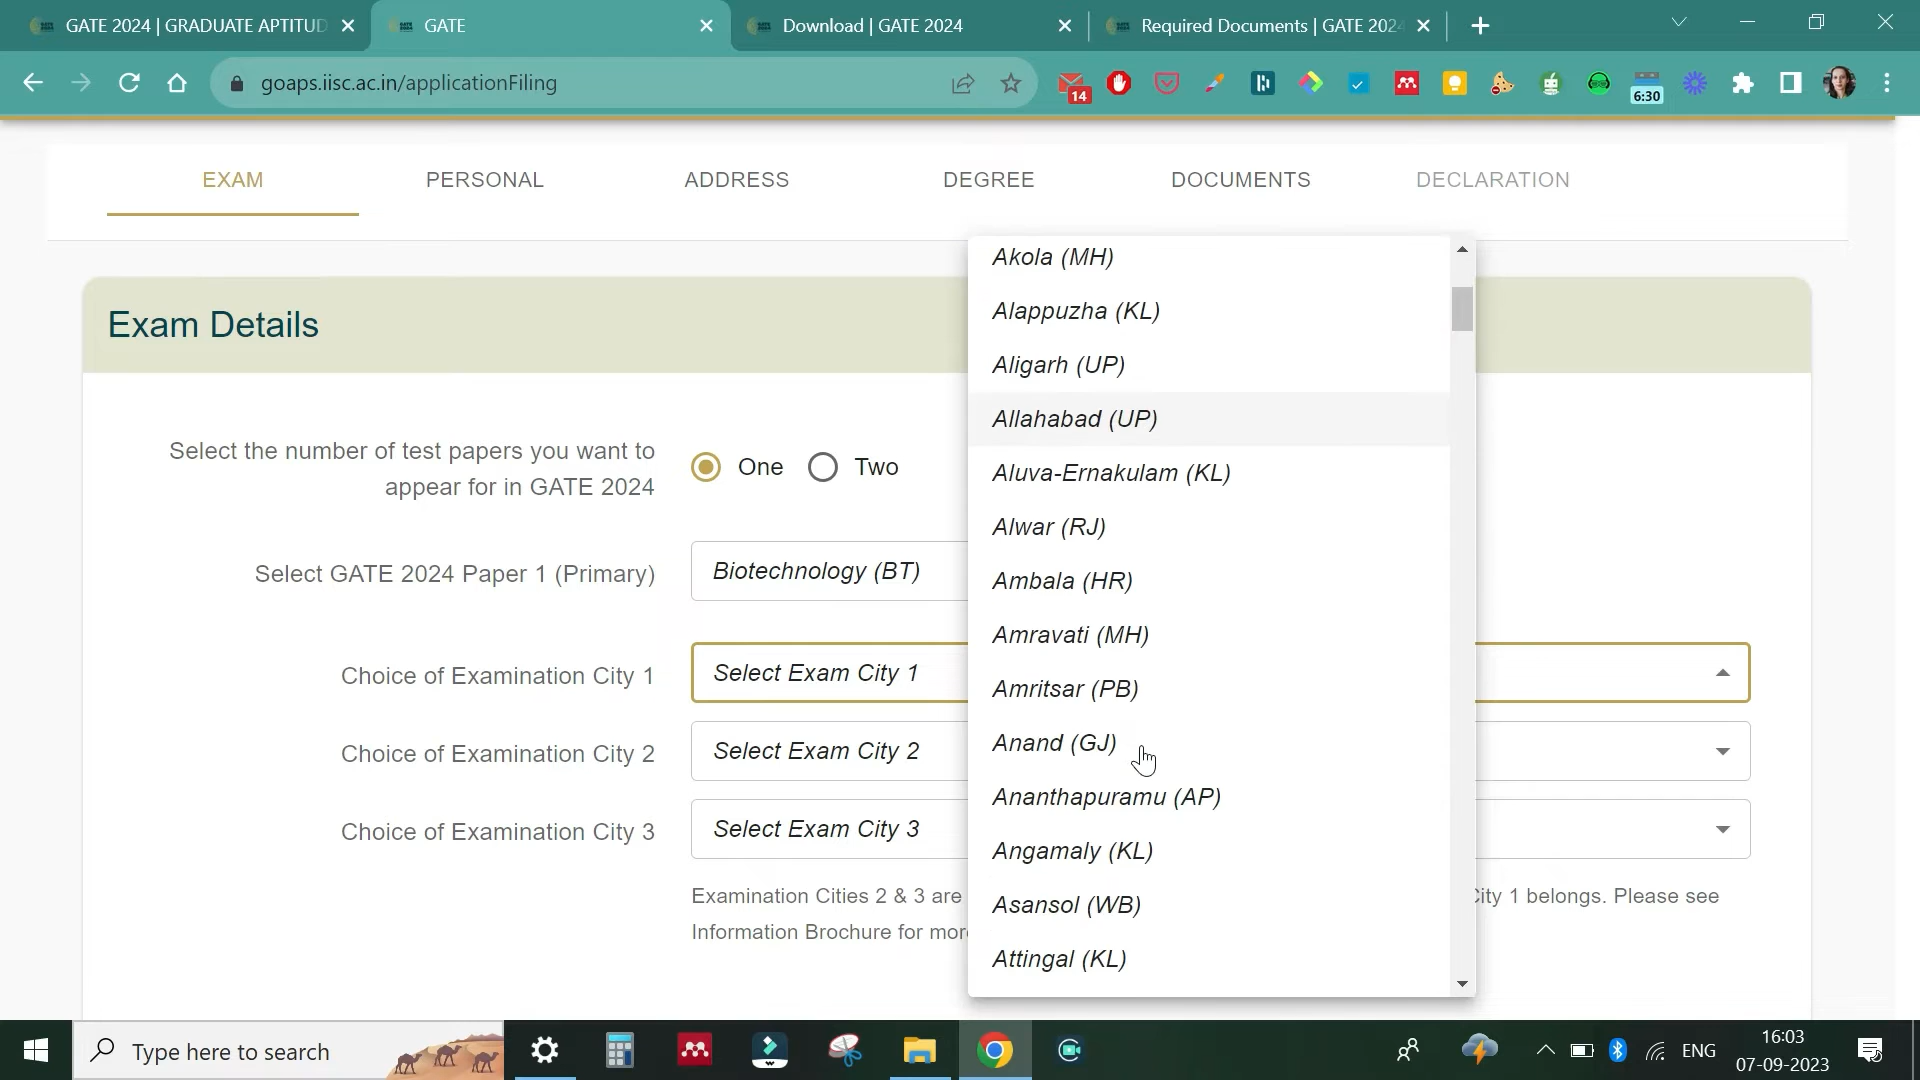 GATE 2024 | GRADUATE APTITUD
GATE
Download | GATE 2024
Required Documents | GATE 2024
goaps.iisc.ac.in/applicationFiling
14
6:30
EXAM
PERSONAL
ADDRESS
DEGREE
DOCUMENTS
DECLARATION
Exam Details
Select the number of test papers you want to
appear for in GATE 2024
One
Two
Select GATE 2024 Paper 1 (Primary)
Biotechnology (BT)
Choice of Examination City 1
Select Exam City 1
Choice of Examination City 2
Select Exam City 2
Choice of Examination City 3
Select Exam City 3
Examination Cities 2 & 3 are
City 1 belongs. Please see
Information Brochure for more
Akola (MH)
Alappuzha (KL)
Aligarh (UP)
Allahabad (UP)
Aluva-Ernakulam (KL)
Alwar (RJ)
Ambala (HR)
Amravati (MH)
Amritsar (PB)
Anand (GJ)
Ananthapuramu (AP)
Angamaly (KL)
Asansol (WB)
Attingal (KL)
Type here to search
ENG
16:03
07-09-2023